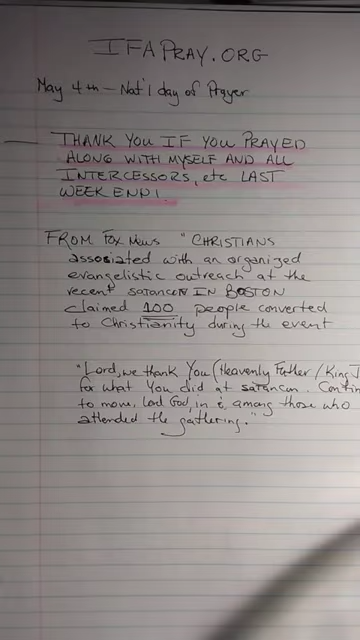 IFAPRAY.ORG
May 4th - Nat'l day of Prayer
THANK YOU IF YOU PRAYED
ALONG WITH MYSELF AND ALL
INTERCESSORS, etc LAST
WEEKEND!
FROM Fox News "CHRISTIANS
associated with an organized
evangelistic outreach at the
recent SATANCON IN BOSTON
claimed 100 people converted
to Christianity during the event
"Lord, we thank You (Heavenly Father/King J
for what You did at satancon. Contin
to move, Lord God, in & among those who
attended the gathering."